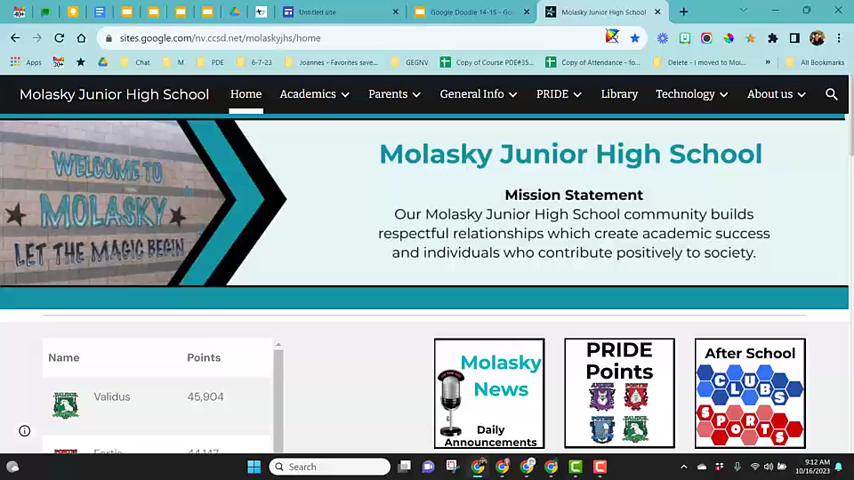 Untitled site
Google Doodle 14-15 - Go
Molasky Junior High School
sites.google.com/nv.ccsd.net/molaskyjhs/home
Apps
Chat
M
PDE
6-7-23
Joannes - Favorites save...
GEGNV
Copy of Course PDE#35...
Copy of Attendance - fo...
Delete - I moved to Mol...
All Bookmarks
Molasky Junior High School
Home
Academics
Parents
General Info
PRIDE
Library
Technology
About us
WELCOME TO
MOLASKY
LET THE MAGIC BEGIN
Molasky Junior High School
Mission Statement
Our Molasky Junior High School community builds
respectful relationships which create academic success
and individuals who contribute positively to society.
Name Points
Validus 45,904
Fortis 44,147
Molasky
News
Daily
Announcements
PRIDE
Points
After School
CLUBS
SPORTS
Search
9:12 AM
10/16/2023